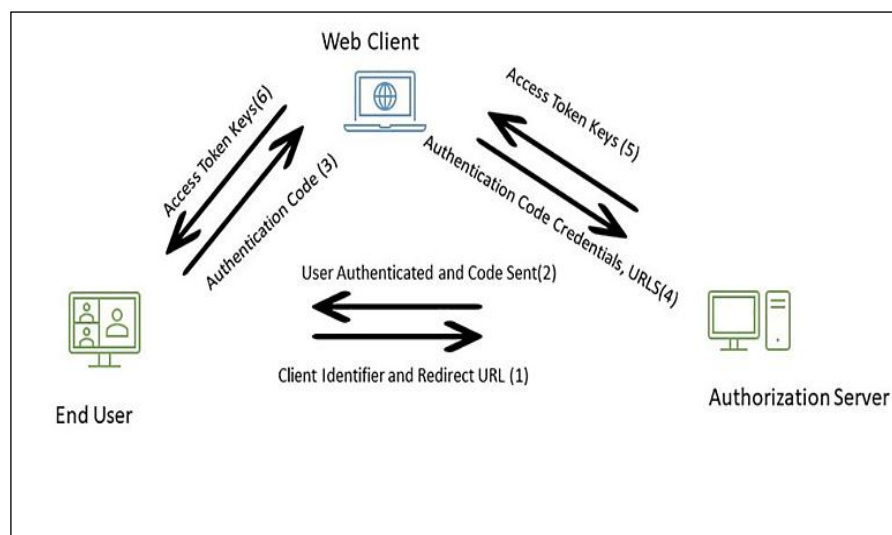 Web Client
Access Token Keys(6)
Authentication Code (3)
Access Token Keys (5)
Authentication Code Credentials, URLS(4)
User Authenticated and Code Sent(2)
Client Identifier and Redirect URL (1)
End User
Authorization Server